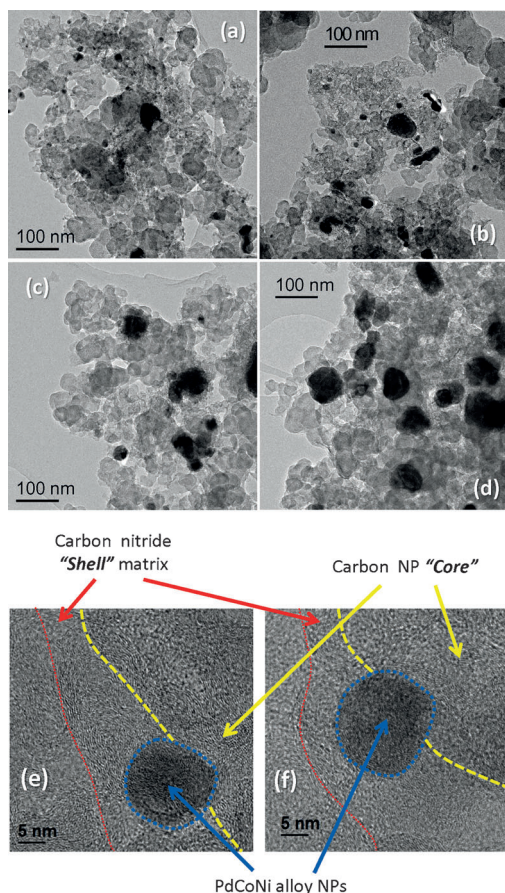 (a)
100 nm
100 nm
(b)
(c)
100 nm
100 nm
(d)
Carbon nitride
"Shell" matrix
Carbon NP "Core"
(e)
5 nm
(f)
5 nm
PdCoNi alloy NPs